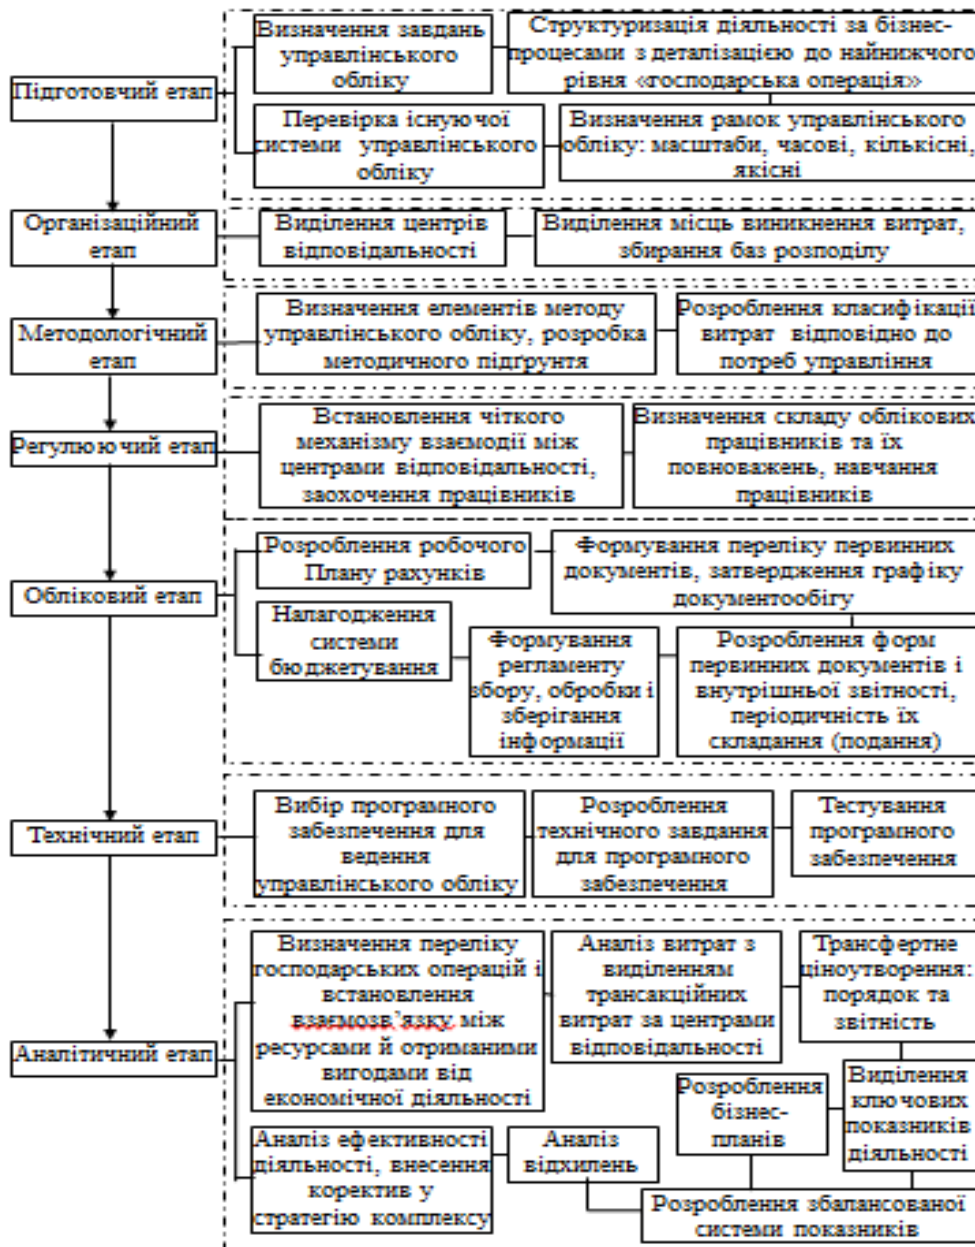 Підготовчий етап
Визначення завдань
управлінського
обліку
Структуризація діяльності за бізнес-
процесами з деталізацією до найнижчого
рівня «господарська операція»
Перевірка існуючої
системи управлінського
обліку
Визначення рамок управлінського
обліку: масштаби, часові, кількісні,
якісні
Організаційний
етап
Виділення центрів
відповідальності
Виділення місць виникнення витрат,
збирання баз розподілу
Методологічний
етап
Визначення елементів методу
управлінського обліку, розробка
методичного підґрунтя
Розроблення класифікації
витрат відповідно до
потреб управління
Регулюючий етап
Встановлення чіткого
механізму взаємодії між
центрами відповідальності,
заохочення працівників
Визначення складу облікових
працівників та їх
повноважень, навчання
працівників
Обліковий етап
Розроблення робочого
Плану рахунків
Формування переліку первинних
документів, затвердження графіку
документообігу
Налагодження
системи
бюджетування
Формування
регламенту
збору, обробки і
зберігання
інформації
Розроблення форм
первинних документів і
внутрішньої звітності,
періодичність їх
складання (подання)
Технічний етап
Вибір програмного
забезпечення для
ведення
управлінського обліку
Розроблення
технічного завдання
для програмного
забезпечення
Тестування
програмного
забезпечення
Аналітичний етап
Визначення переліку
господарських операцій і
встановлення
взаємозв’язку між
ресурсами й отриманими
вигодами від
економічної діяльності
Аналіз витрат з
виділенням
трансакційних
витрат за центрами
відповідальності
Трансфертне
ціноутворення:
порядок та
звітність
Розроблення
бізнес-
планів
Виділення
ключових
показників
діяльності
Аналіз ефективності
діяльності, внесення
коректив у
стратегію комплексу
Аналіз
відхилень
Розроблення збалансованої
системи показників